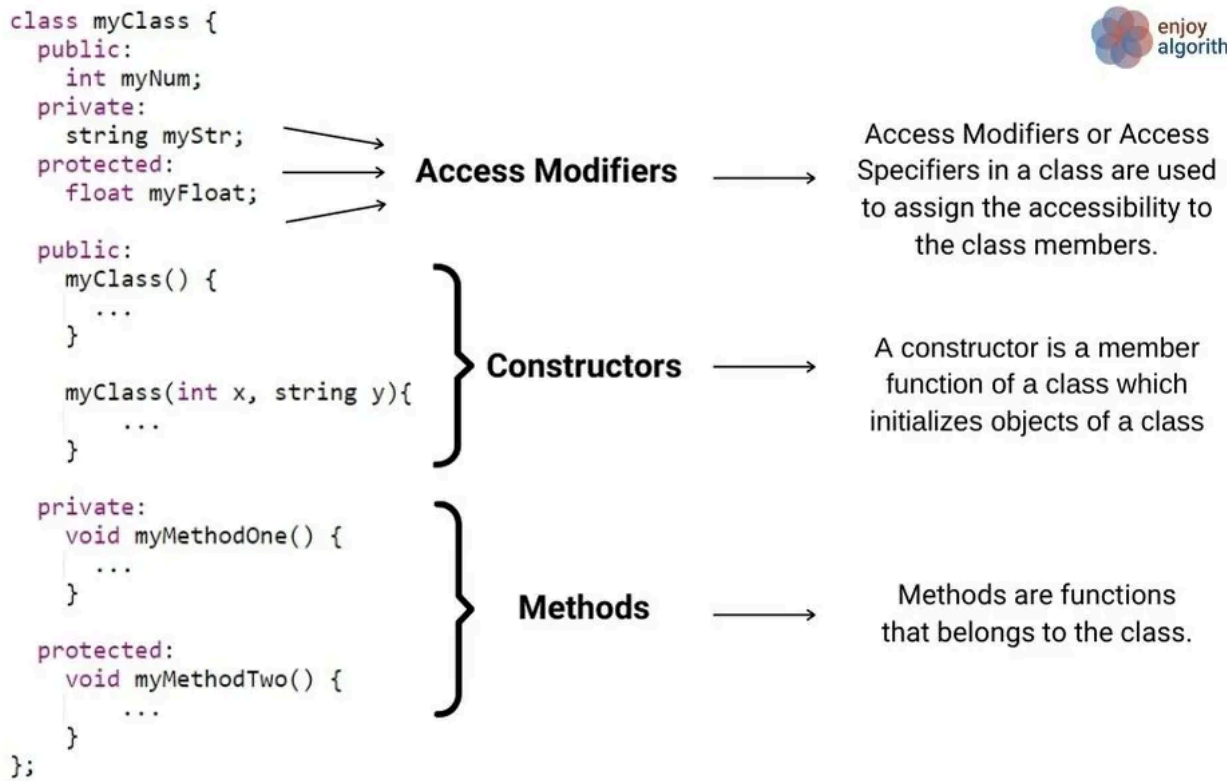 class myClass {
public:
int myNum;
private:
string myStr;
protected:
float myFloat;
public:
myClass() {
...
}
myClass(int x, string y){
...
}
private:
void myMethodOne() {
...
}
protected:
void myMethodTwo() {
...
}
};
Access Modifiers
Constructors
Methods
enjoy
algorith
Access Modifiers or Access
Specifiers in a class are used
to assign the accessibility to
the class members.
A constructor is a member
function of a class which
initializes objects of a class
Methods are functions
that belongs to the class.